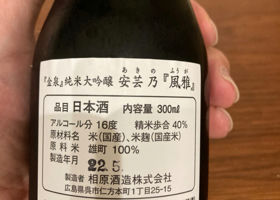 『金泉』純米大吟醸 安芸乃『風雅』
あき の ふうが
品目 日本酒 内容量 300ml
アルコール分 16度 精米歩合 40%
原材料名 米(国産)、米麹(国産米)
原料米 雄町 100%
製造年月 22.5
製造者 相原酒造株式会社
広島県呉市仁方本町1丁目25-15